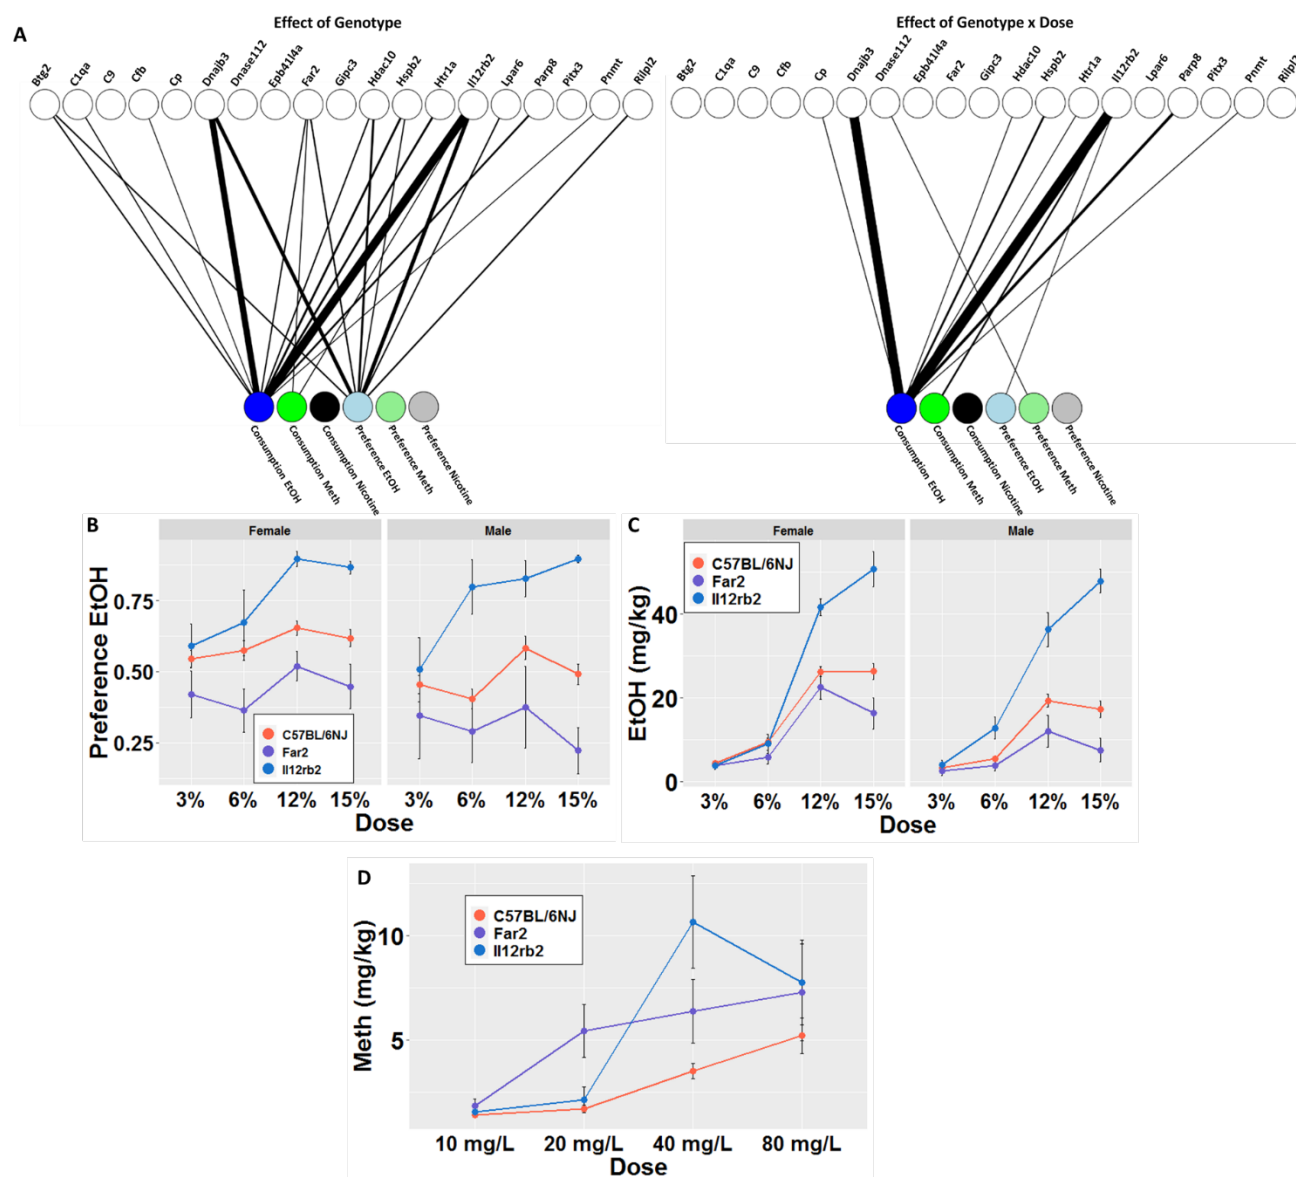 A
Effect of Genotype
Effect of Genotype x Dose
Btg2 C1qa C9 Cfb Cp Dnajb3 Dnase112 Epb41l4a Far2 Gipc3 Hdac10 Hspb2 Htr1a Il12rb2 Lpar6 Parp8 Pitx3 Pnmt Rilpl2
Btg2 C1qa C9 Cfb Cp Dnajb3 Dnase112 Epb41l4a Far2 Gipc3 Hdac10 Hspb2 Htr1a Il12rb2 Lpar6 Parp8 Pitx3 Pnmt Rilpl2
Consumption EtOH
Consumption Meth
Consumption Nicotine
Preference EtOH
Preference Meth
Preference Nicotine
Consumption EtOH
Consumption Meth
Consumption Nicotine
Preference EtOH
Preference Meth
Preference Nicotine
B
Female
Male
Preference EtOH
0.75
0.50
0.25
C57BL/6NJ
Far2
Il12rb2
3% 6% 12% 15%
3% 6% 12% 15%
Dose
C
Female
Male
EtOH (mg/kg)
40
20
0
C57BL/6NJ
Far2
Il12rb2
3% 6% 12% 15%
3% 6% 12% 15%
Dose
D
Meth (mg/kg)
10
5
C57BL/6NJ
Far2
Il12rb2
10 mg/L 20 mg/L 40 mg/L 80 mg/L
Dose